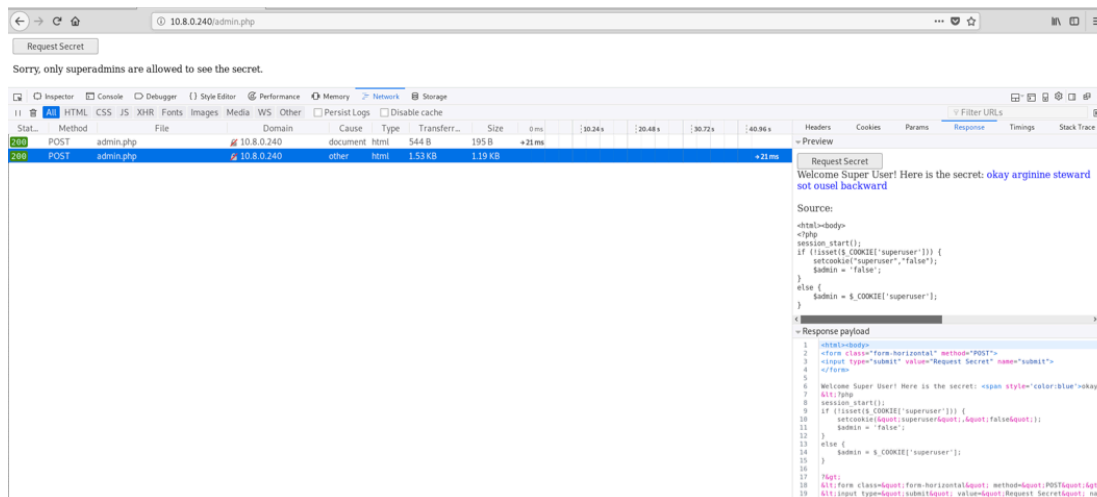 10.8.0.240/admin.php
Request Secret
Sorry, only superadmins are allowed to see the secret.
Inspector Console Debugger {} Style Editor Performance Memory Network Storage
All HTML CSS JS XHR Fonts Images Media WS Other Persist Logs Disable cache Filter URLs
Stat... Method File Domain Cause Type Transferr... Size 0 ms 10.24 s 20.48 s 30.72 s 40.96 s
200 POST admin.php 10.8.0.240 document html 544 B 195 B → 21 ms
200 POST admin.php 10.8.0.240 other html 1.53 KB 1.19 KB → 21 ms
Headers Cookies Params Response Timings Stack Trace
Preview
Request Secret
Welcome Super User! Here is the secret: okay arginine steward
sot ousel backward
Source:
<html><body>
<?php
session_start();
if (!isset($_COOKIE['superuser'])) {
setcookie("superuser","false");
$admin = 'false';
}
else {
$admin = $_COOKIE['superuser'];
}
Response payload
1 <html><body>
2 <form class="form-horizontal" method="POST">
3 <input type="submit" value="Request Secret" name="submit">
4 </form>
5
6 Welcome Super User! Here is the secret: <span style='color:blue'>okay
7 &lt;?php
8 session_start();
9 if (!isset($_COOKIE['superuser'])) {
10 setcookie(&quot;superuser&quot;,&quot;false&quot;);
11 $admin = 'false';
12 }
13 else {
14 $admin = $_COOKIE['superuser'];
15 }
16
17 ?&gt;
18 &lt;form class=&quot;form-horizontal&quot; method=&quot;POST&quot;&gt
19 &lt;input type=&quot;submit&quot; value=&quot;Request Secret&quot; na